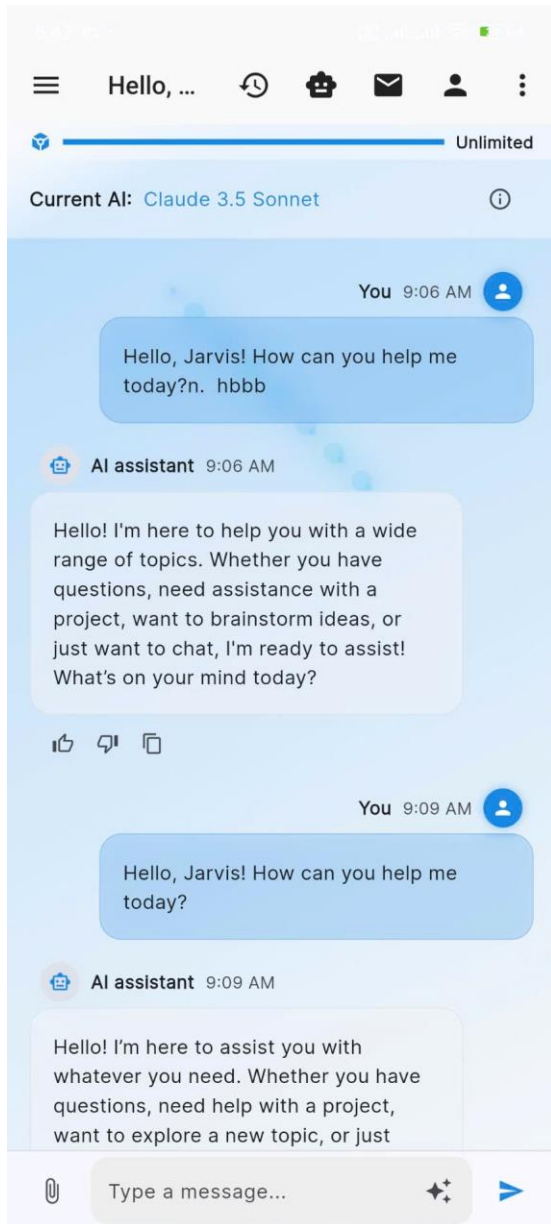 Hello, ...
Unlimited
Current AI: Claude 3.5 Sonnet
You 9:06 AM
Hello, Jarvis! How can you help me
today?n. hbbb
AI assistant 9:06 AM
Hello! I'm here to help you with a wide
range of topics. Whether you have
questions, need assistance with a
project, want to brainstorm ideas, or
just want to chat, I'm ready to assist!
What's on your mind today?
You 9:09 AM
Hello, Jarvis! How can you help me
today?
AI assistant 9:09 AM
Hello! I'm here to assist you with
whatever you need. Whether you have
questions, need help with a project,
want to explore a new topic, or just
Type a message...